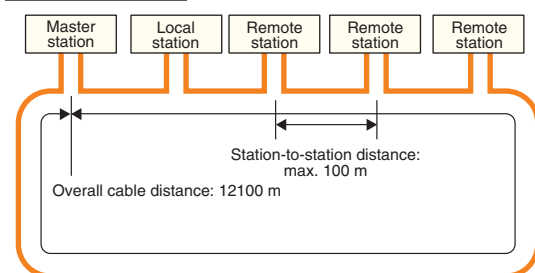 Master station
Local station
Remote station
Remote station
Remote station
Station-to-station distance:
max. 100 m
Overall cable distance: 12100 m